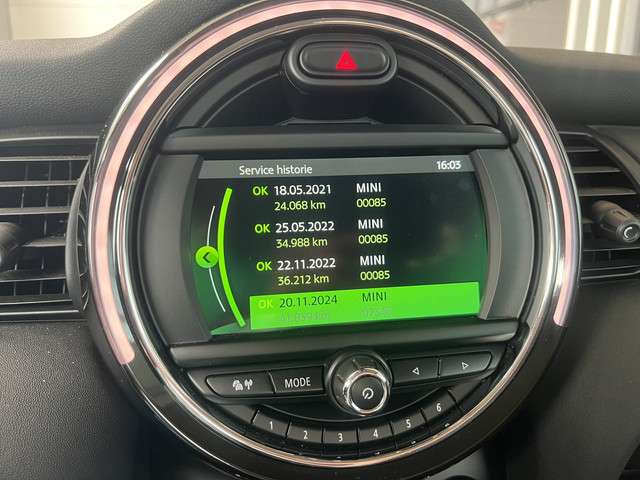 Service historie 16:03
OK 18.05.2021 MINI
24.068 km 00085
OK 25.05.2022 MINI
34.988 km 00085
OK 22.11.2022 MINI
36.212 km 00085
OK 20.11.2024 MINI
km
MODE
1 2 3 4 5 6